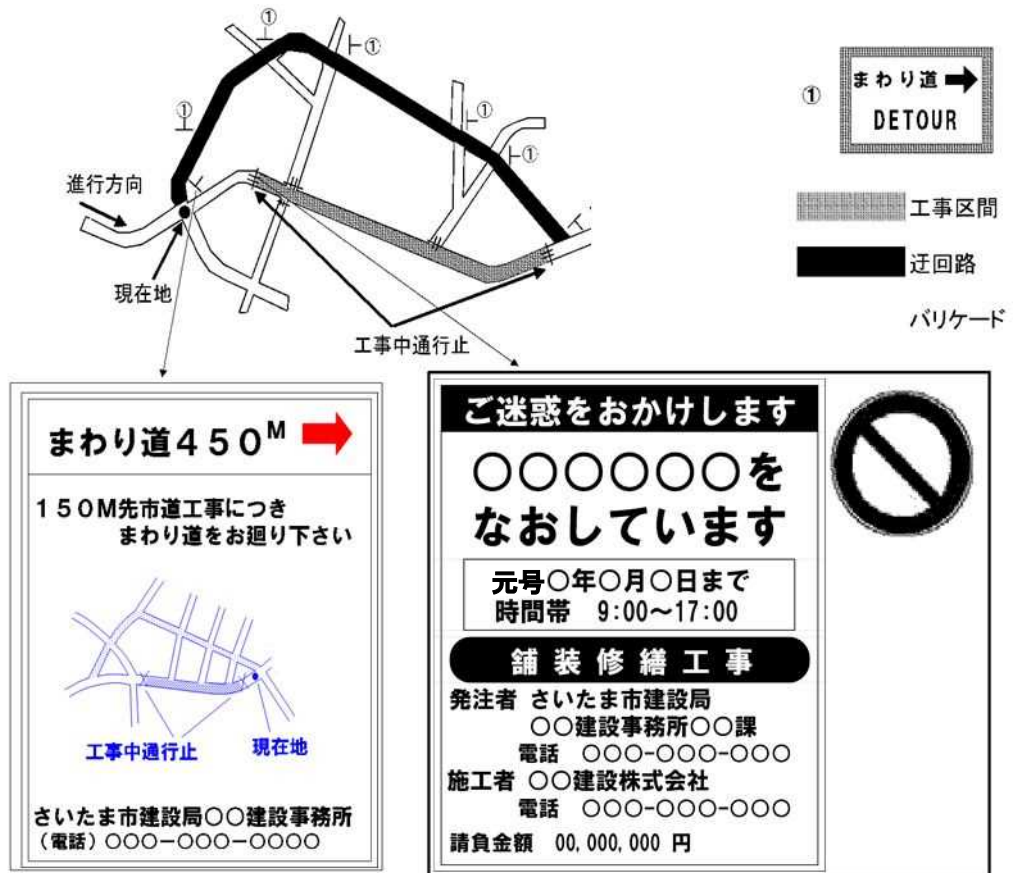 ①
①
①
①
①
進行方向
現在地
工事中通行止
①
まわり道
DETOUR
工事区間
迂回路
バリケード
まわり道450M
150M先市道工事につき
まわり道をお廻り下さい
工事中通行止
現在地
さいたま市建設局○○建設事務所
(電話)○○○-○○○-○○○○
ご迷惑をおかけします
○○○○○○を
なおしています
元号○年○月○日まで
時間帯 9:00～17:00
舗装修繕工事
発注者 さいたま市建設局
○○建設事務所○○課
電話 ○○○-○○○-○○○
施工者 ○○建設株式会社
電話 ○○○-○○○-○○○
請負金額 00,000,000 円